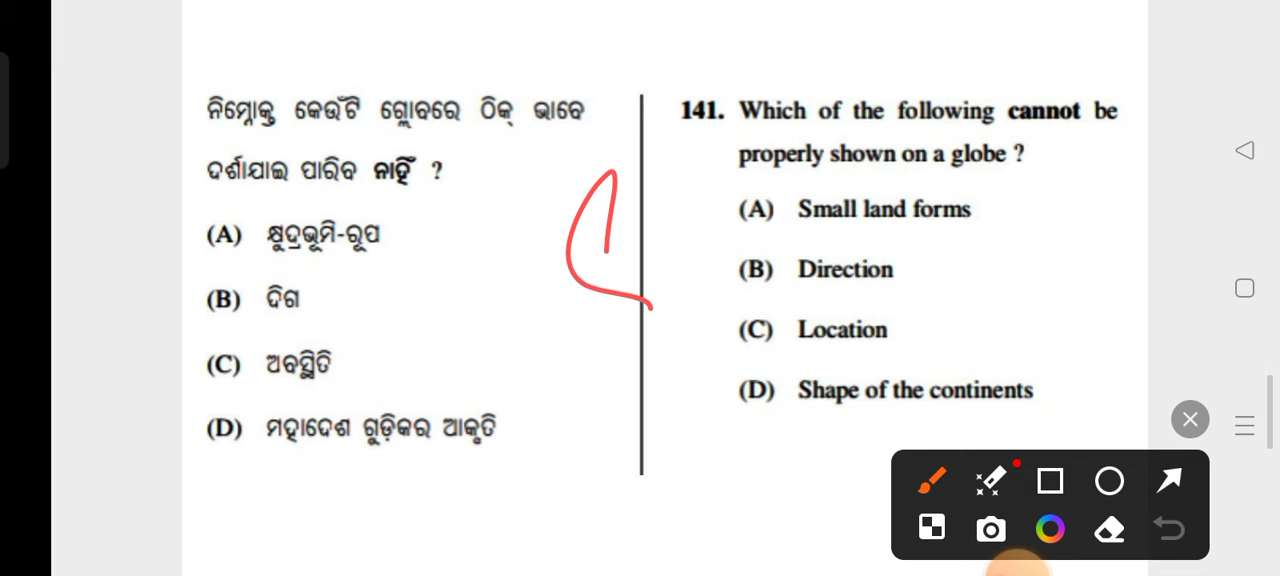 ନିମ୍ନୋକ୍ତ କେଉଁଟି ଗ୍ଲୋବରେ ଠିକ୍ ଭାବେ
ଦର୍ଶାଯାଇ ପାରିବ ନାହିଁ ?
(A) କ୍ଷୁଦ୍ରଭୂମି-ରୂପ
(B) ଦିଗ
(C) ଅବସ୍ଥିତି
(D) ମହାଦେଶ ଗୁଡ଼ିକର ଆକୃତି
141. Which of the following cannot be
properly shown on a globe ?
(A) Small land forms
(B) Direction
(C) Location
(D) Shape of the continents